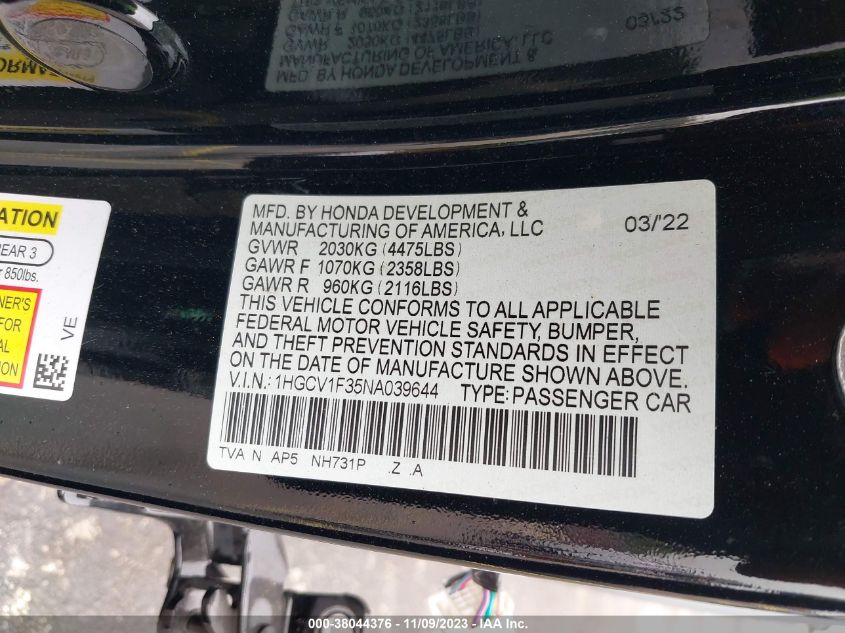 MFD. BY HONDA DEVELOPMENT &
MANUFACTURING OF AMERICA, LLC 03/'22
GVWR 2030KG (4475LBS)
GAWR F 1070KG (2358LBS)
GAWR R 960KG (2116LBS)
THIS VEHICLE CONFORMS TO ALL APPLICABLE
FEDERAL MOTOR VEHICLE SAFETY, BUMPER,
AND THEFT PREVENTION STANDARDS IN EFFECT
ON THE DATE OF MANUFACTURE SHOWN ABOVE.
V.I.N.: 1HGCV1F35NA039644 TYPE: PASSENGER CAR
TVA N AP5 NH731P .Z .A
REAR 3
850lbs.
FOR
VE
000-38044376 - 11/09/2023 - IAA Inc.